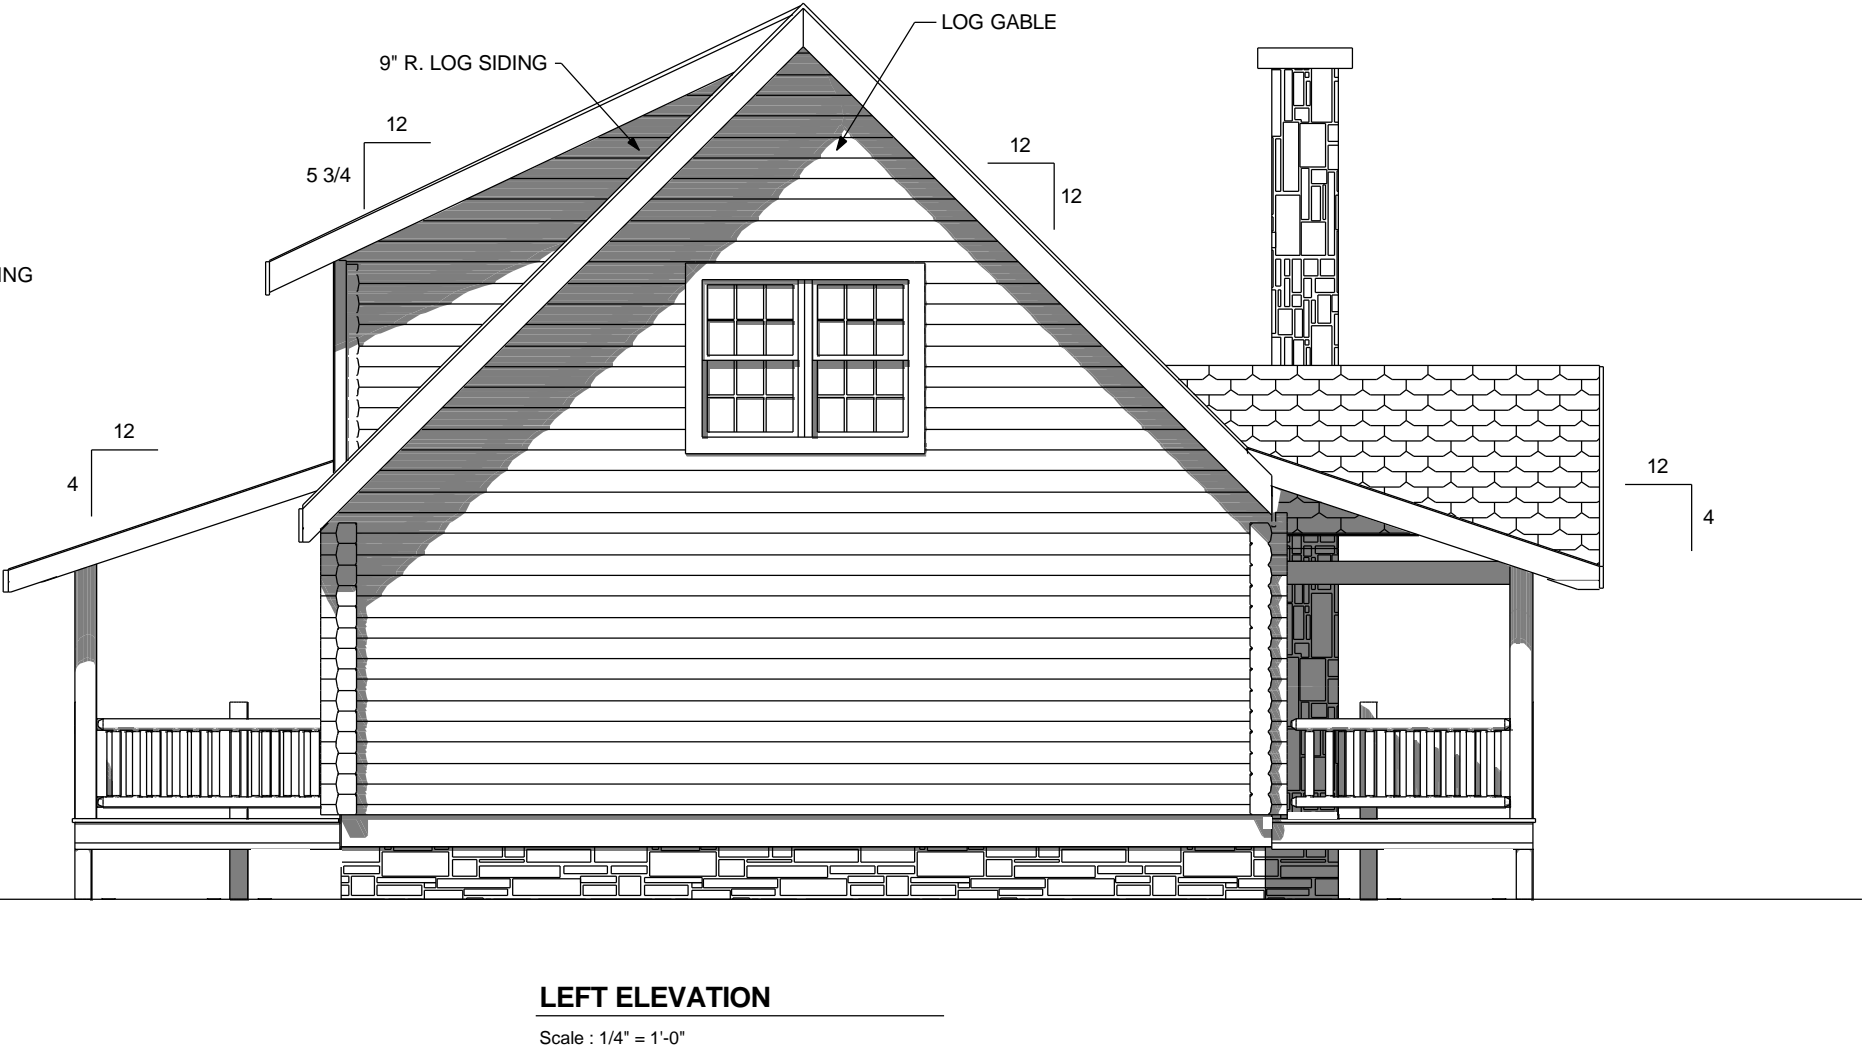 LOG GABLE
9" R. LOG SIDING
12
5 3/4
12
12
ING
12
4
12
4
LEFT ELEVATION
Scale : 1/4" = 1'-0"